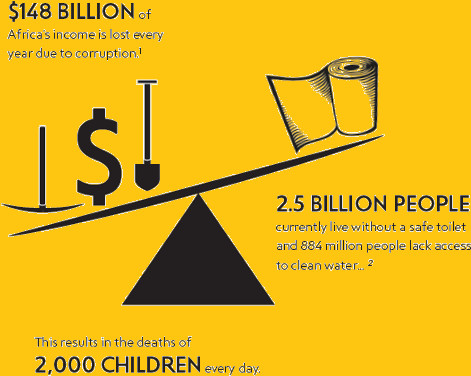 $148 BILLION of
Africa's income is lost every
year due to corruption.1
$
2.5 BILLION PEOPLE
currently live without a safe toilet
and 884 million people lack access
to clean water... 2
This results in the deaths of
2,000 CHILDREN every day.